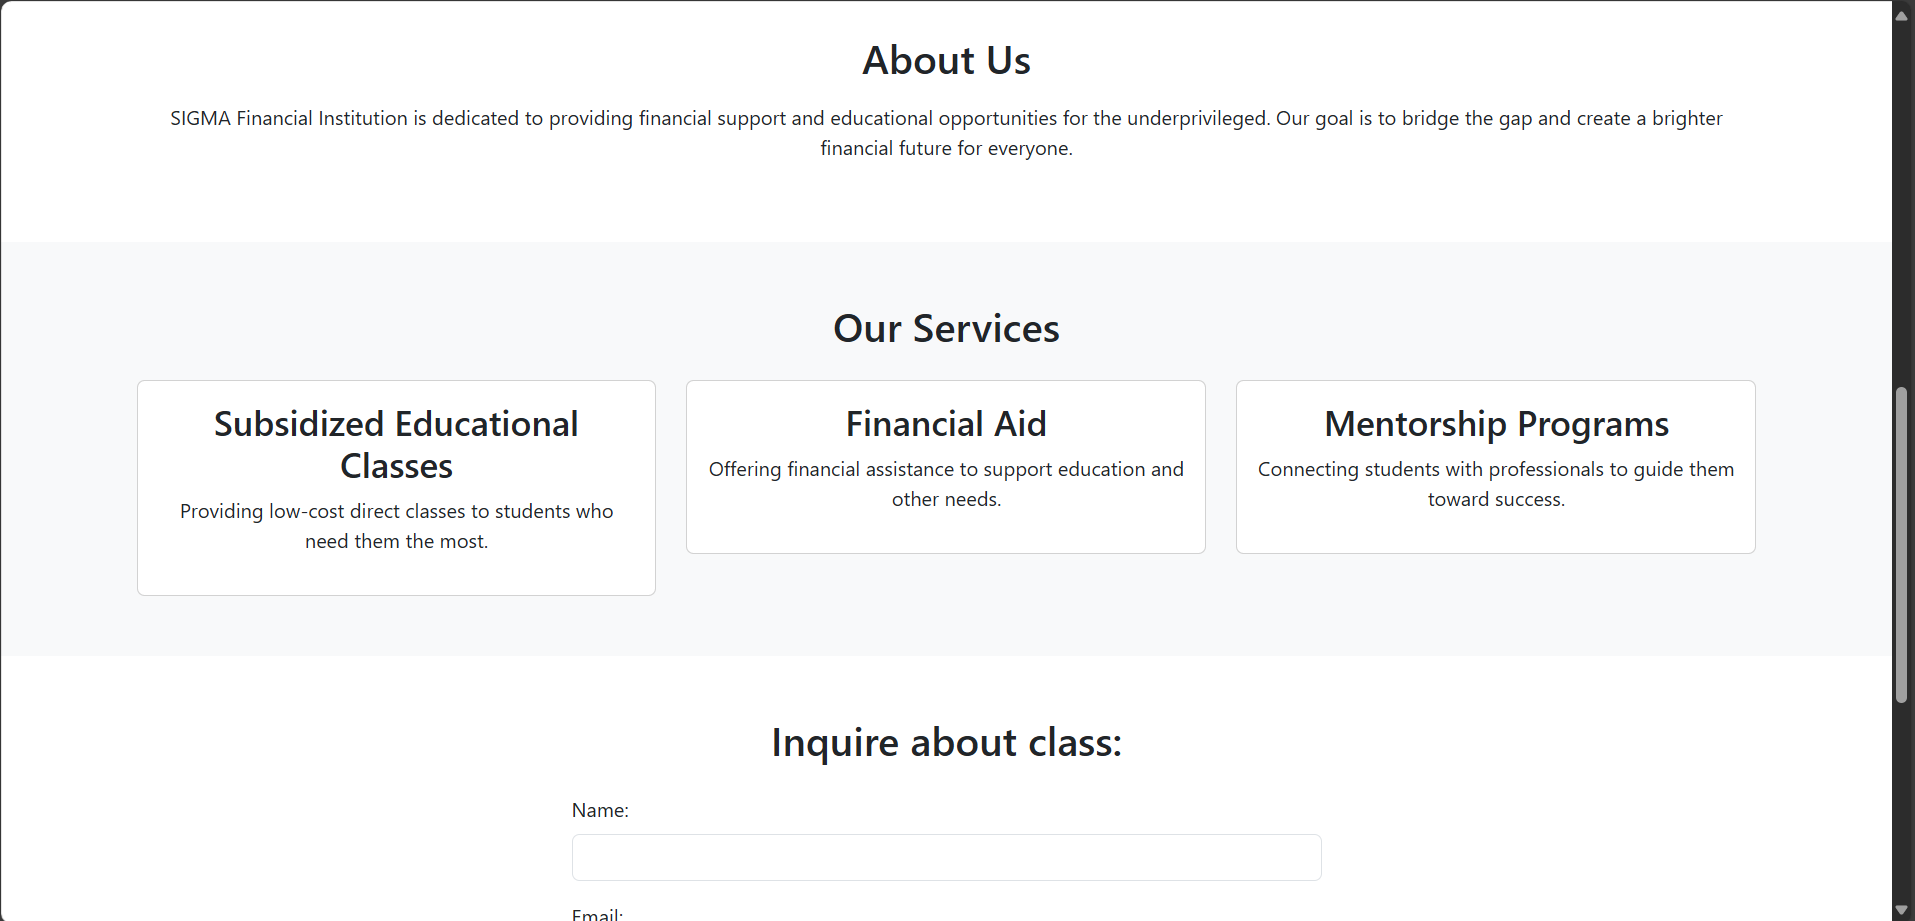 About Us
SIGMA Financial Institution is dedicated to providing financial support and educational opportunities for the underprivileged. Our goal is to bridge the gap and create a brighter
financial future for everyone.
Our Services
Subsidized Educational
Classes
Providing low-cost direct classes to students who
need them the most.
Financial Aid
Offering financial assistance to support education and
other needs.
Mentorship Programs
Connecting students with professionals to guide them
toward success.
Inquire about class:
Name:
Email: